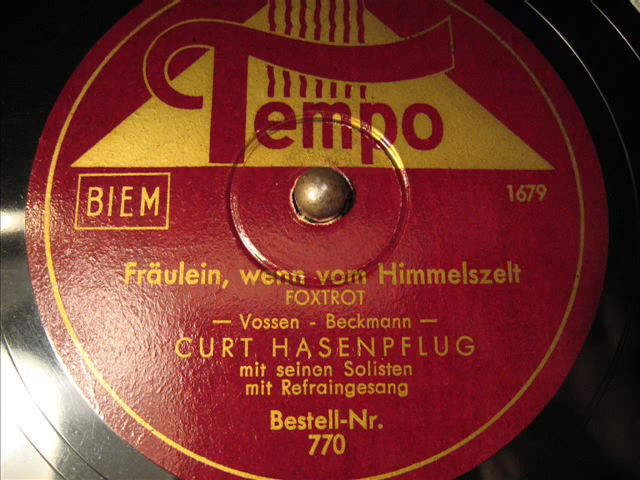 Tempo
BIEM
1679
Fräulein, wenn vom Himmelszelt
FOXTROT
— Vossen - Beckmann —
CURT HASENPFLUG
mit seinen Solisten
mit Refraingesang
Bestell-Nr.
770